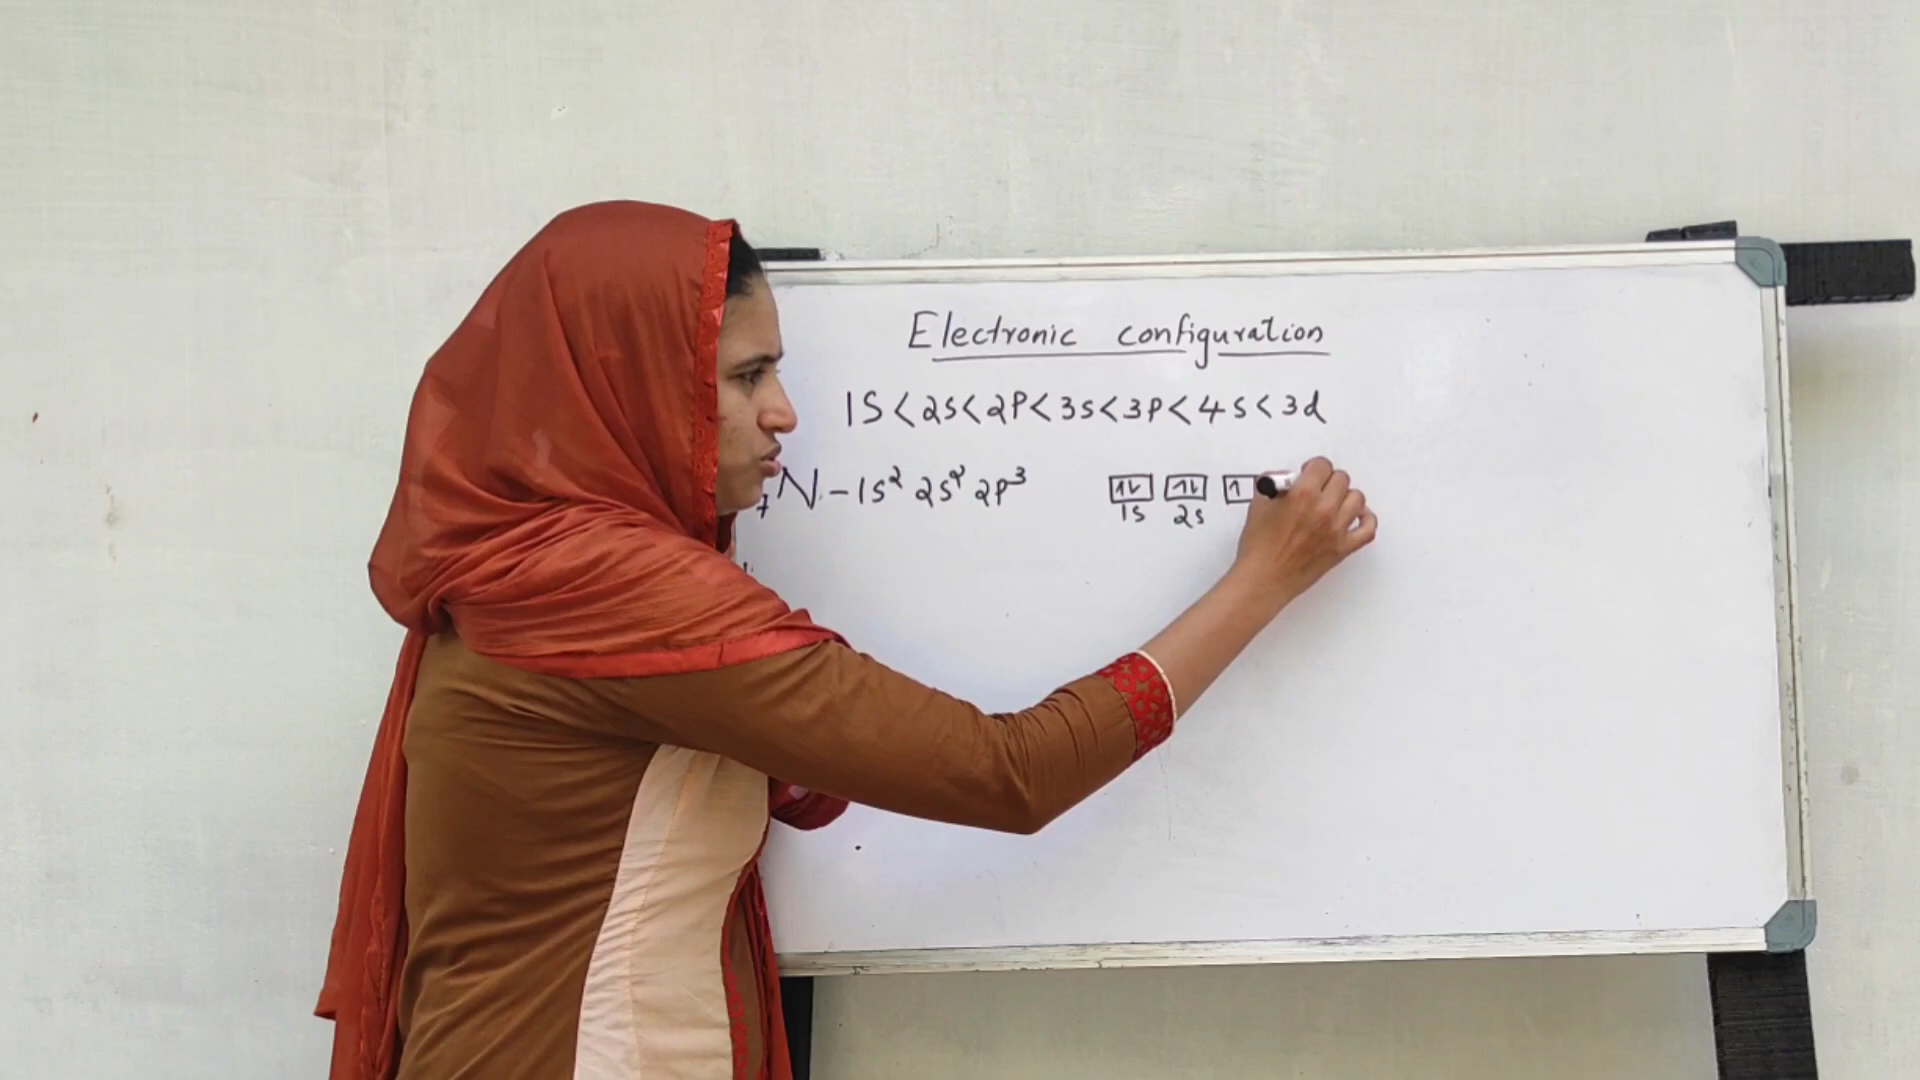 Electronic configuration
1S < 2s < 2P < 3s < 3p < 4s < 3d
₇N - 1s² 2s² 2p³ ↑↓ ↑↓ ↑
1s 2s